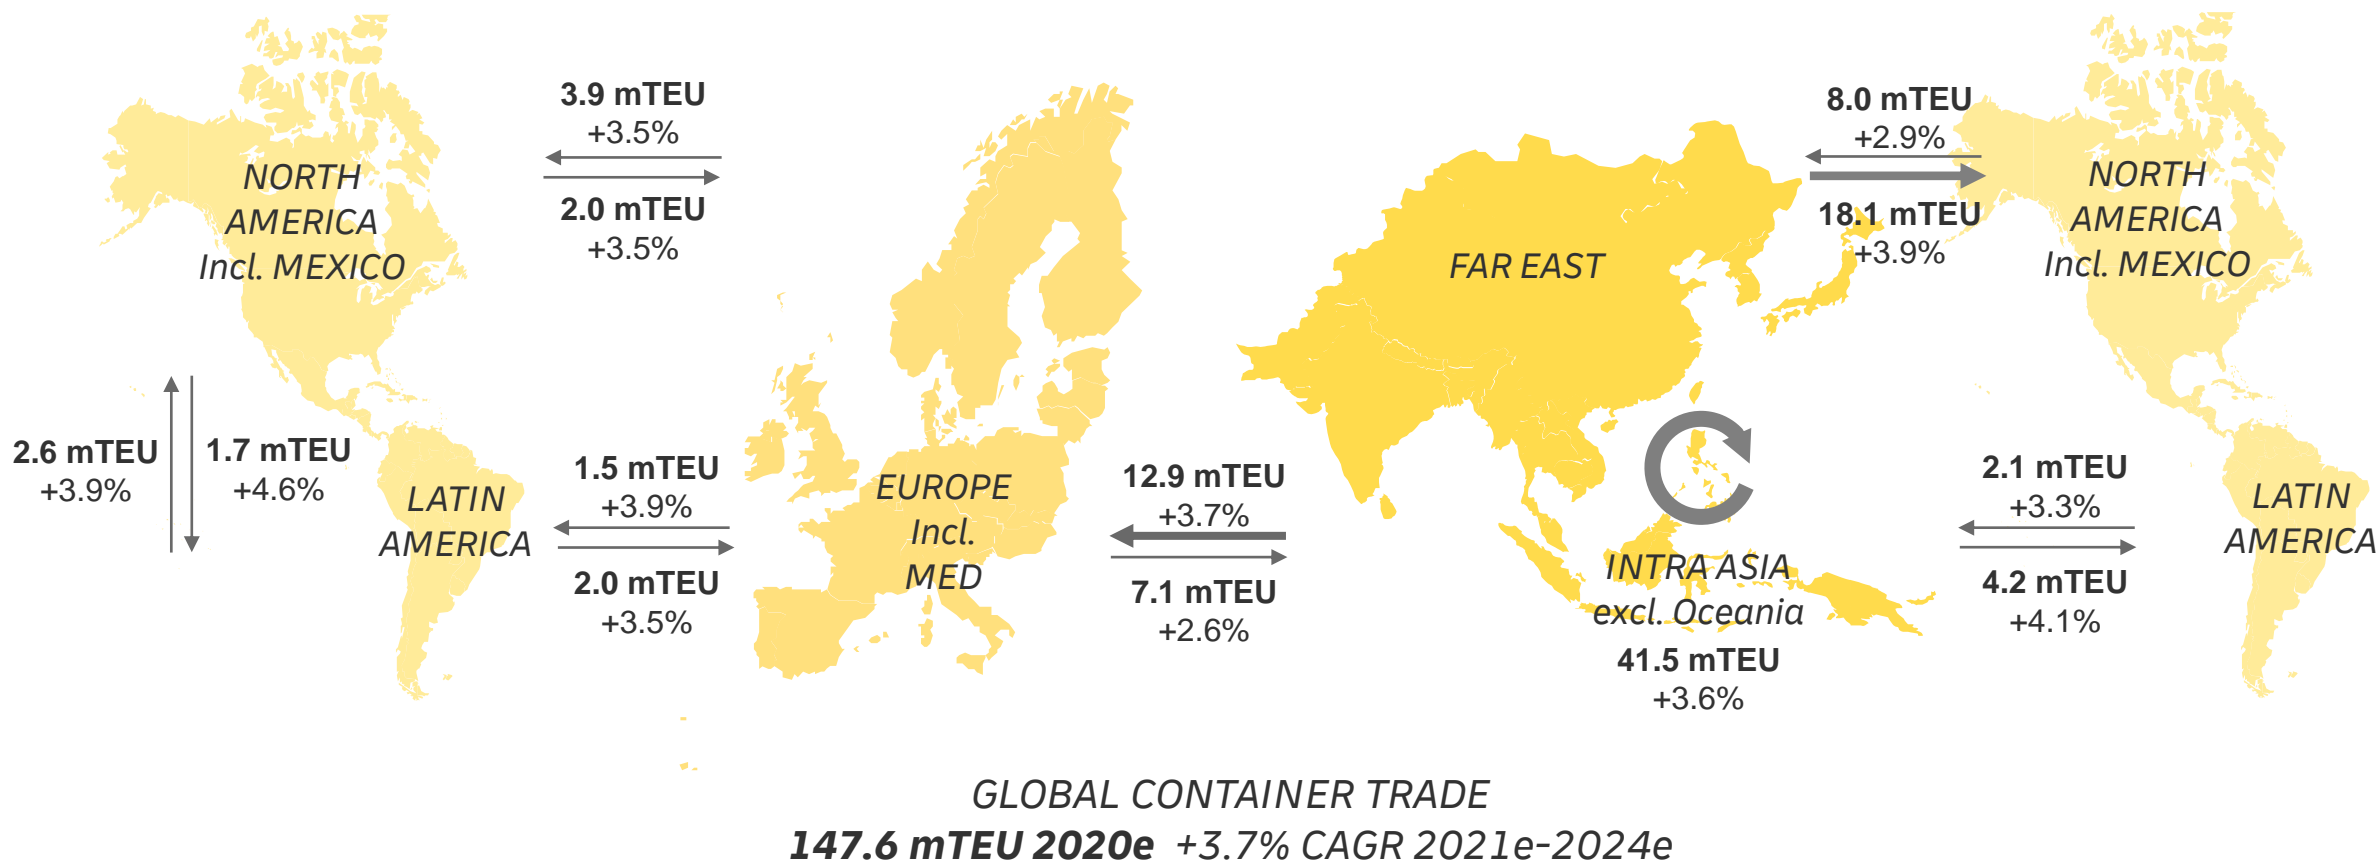 3.9 mTEU
+3.5%
2.0 mTEU
+3.5%
NORTH
AMERICA
Incl. MEXICO
2.6 mTEU
+3.9%
1.7 mTEU
+4.6%
LATIN
AMERICA
1.5 mTEU
+3.9%
2.0 mTEU
+3.5%
EUROPE
Incl.
MED
12.9 mTEU
+3.7%
7.1 mTEU
+2.6%
FAR EAST
INTRA ASIA
excl. Oceania
41.5 mTEU
+3.6%
8.0 mTEU
+2.9%
18.1 mTEU
+3.9%
NORTH
AMERICA
Incl. MEXICO
2.1 mTEU
+3.3%
4.2 mTEU
+4.1%
LATIN
AMERICA
GLOBAL CONTAINER TRADE
147.6 mTEU 2020e +3.7% CAGR 2021e-2024e